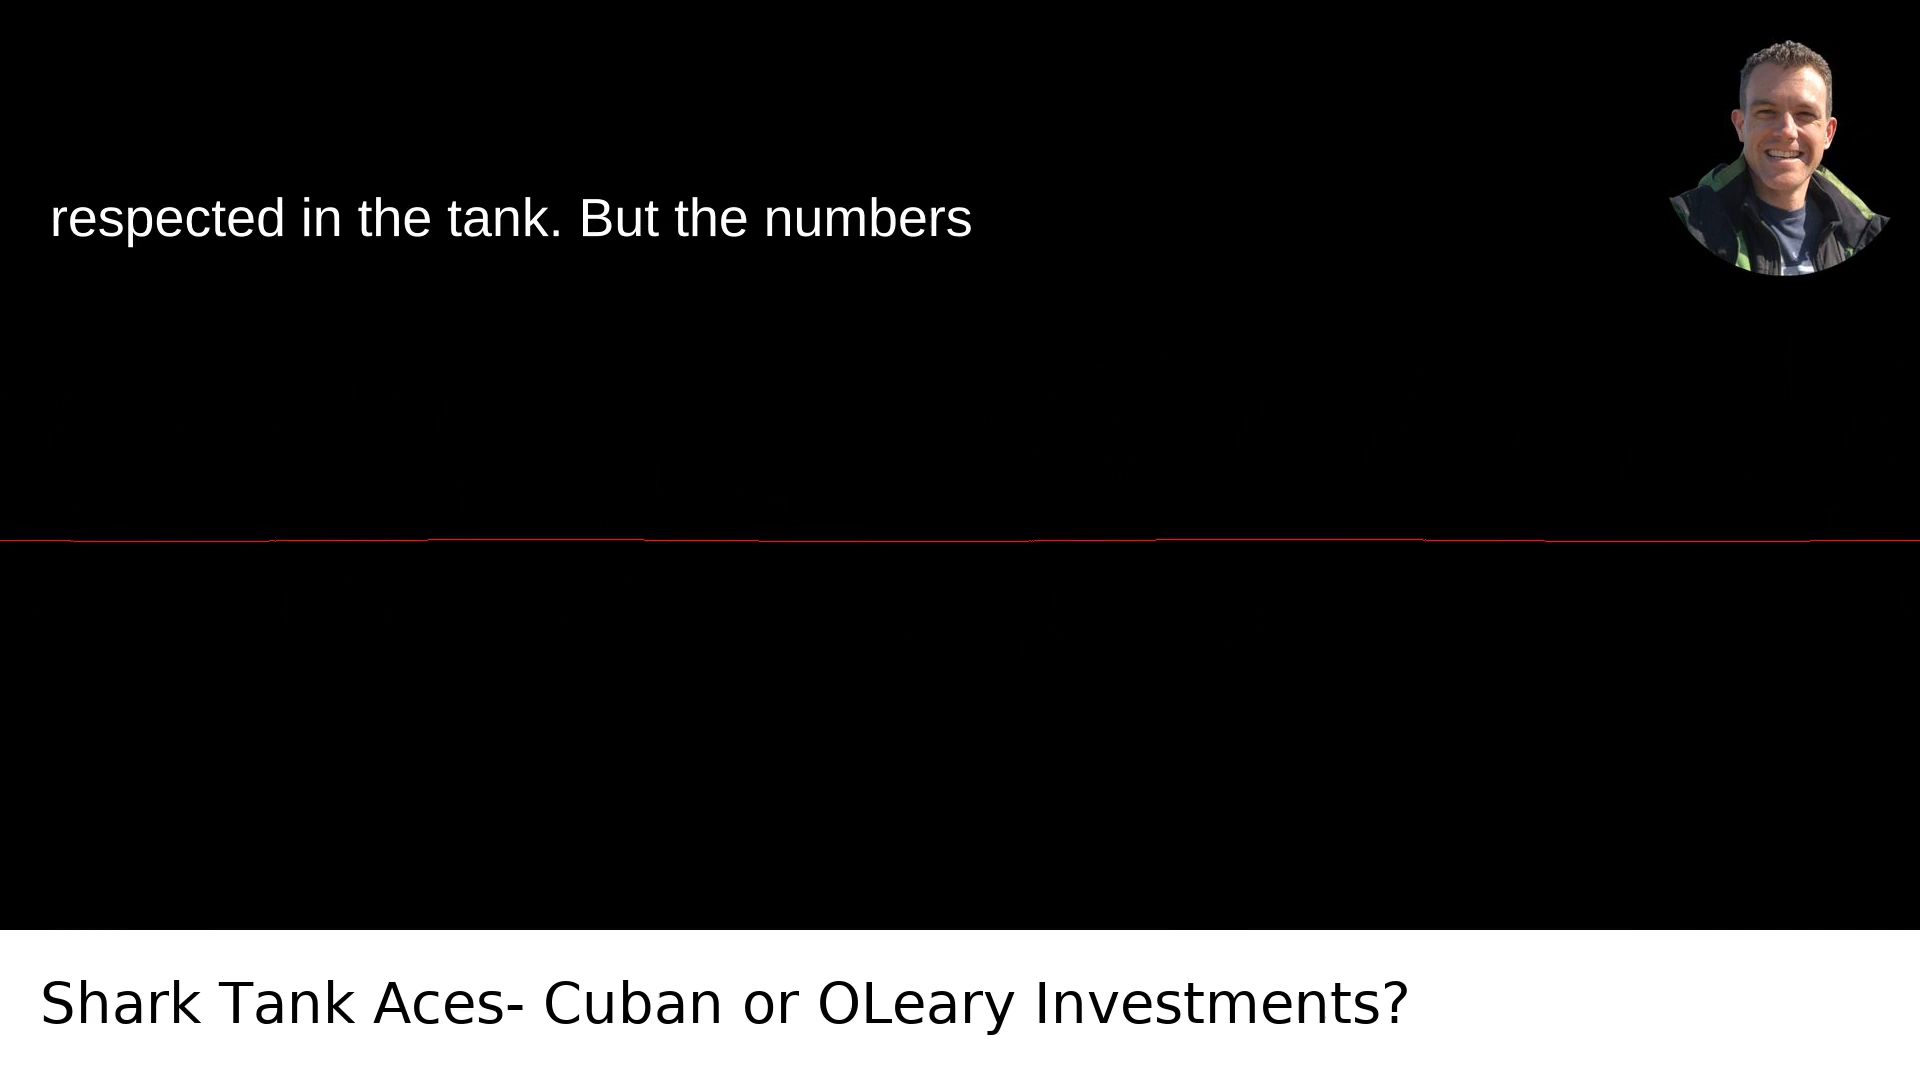 respected in the tank. But the numbers
Shark Tank Aces- Cuban or OLeary Investments?